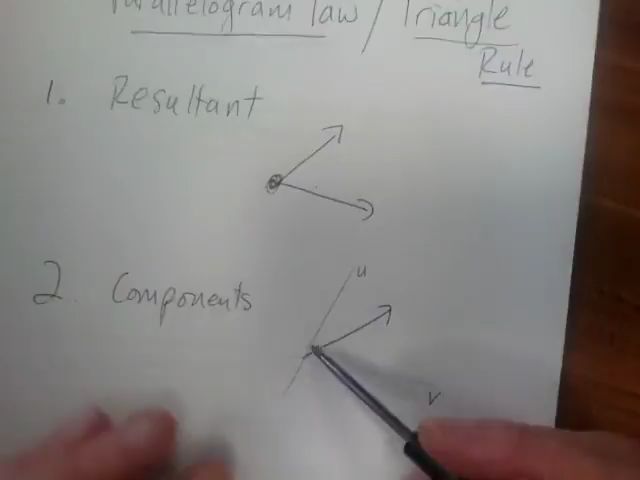 Parallelogram law / Triangle
Rule
1. Resultant
u
2. Components
v